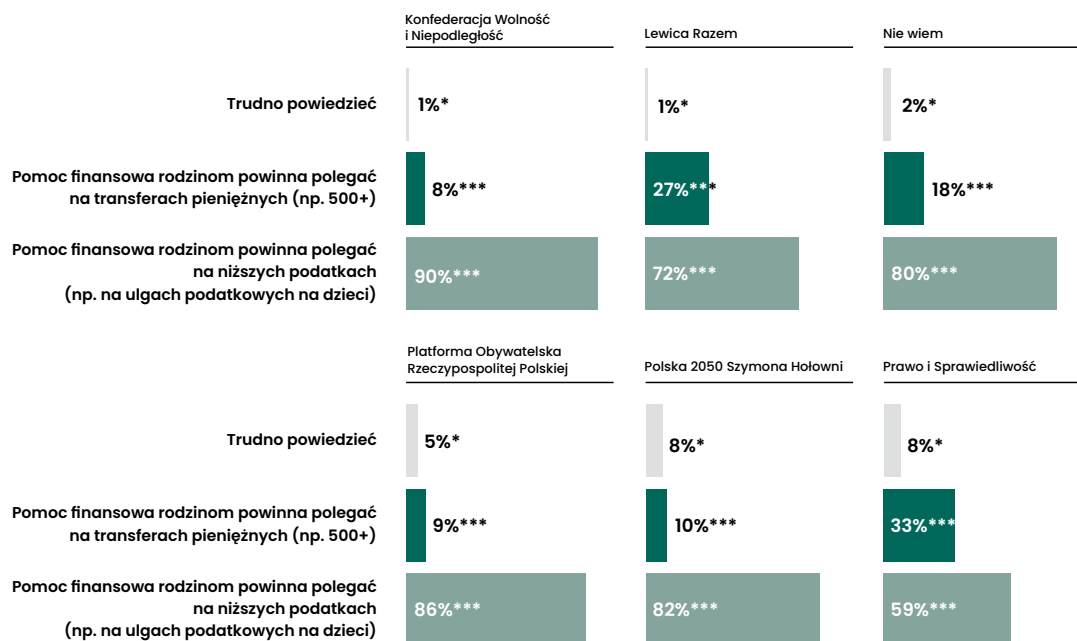 Konfederacja Wolność
i Niepodległość
Lewica Razem
Nie wiem
Trudno powiedzieć
1%*
1%*
2%*
Pomoc finansowa rodzinom powinna polegać
na transferach pieniężnych (np. 500+)
8%***
27%***
18%***
Pomoc finansowa rodzinom powinna polegać
na niższych podatkach
(np. na ulgach podatkowych na dzieci)
90%***
72%***
80%***
Platforma Obywatelska
Rzeczypospolitej Polskiej
Polska 2050 Szymona Hołowni
Prawo i Sprawiedliwość
Trudno powiedzieć
5%*
8%*
8%*
Pomoc finansowa rodzinom powinna polegać
na transferach pieniężnych (np. 500+)
9%***
10%***
33%***
Pomoc finansowa rodzinom powinna polegać
na niższych podatkach
(np. na ulgach podatkowych na dzieci)
86%***
82%***
59%***